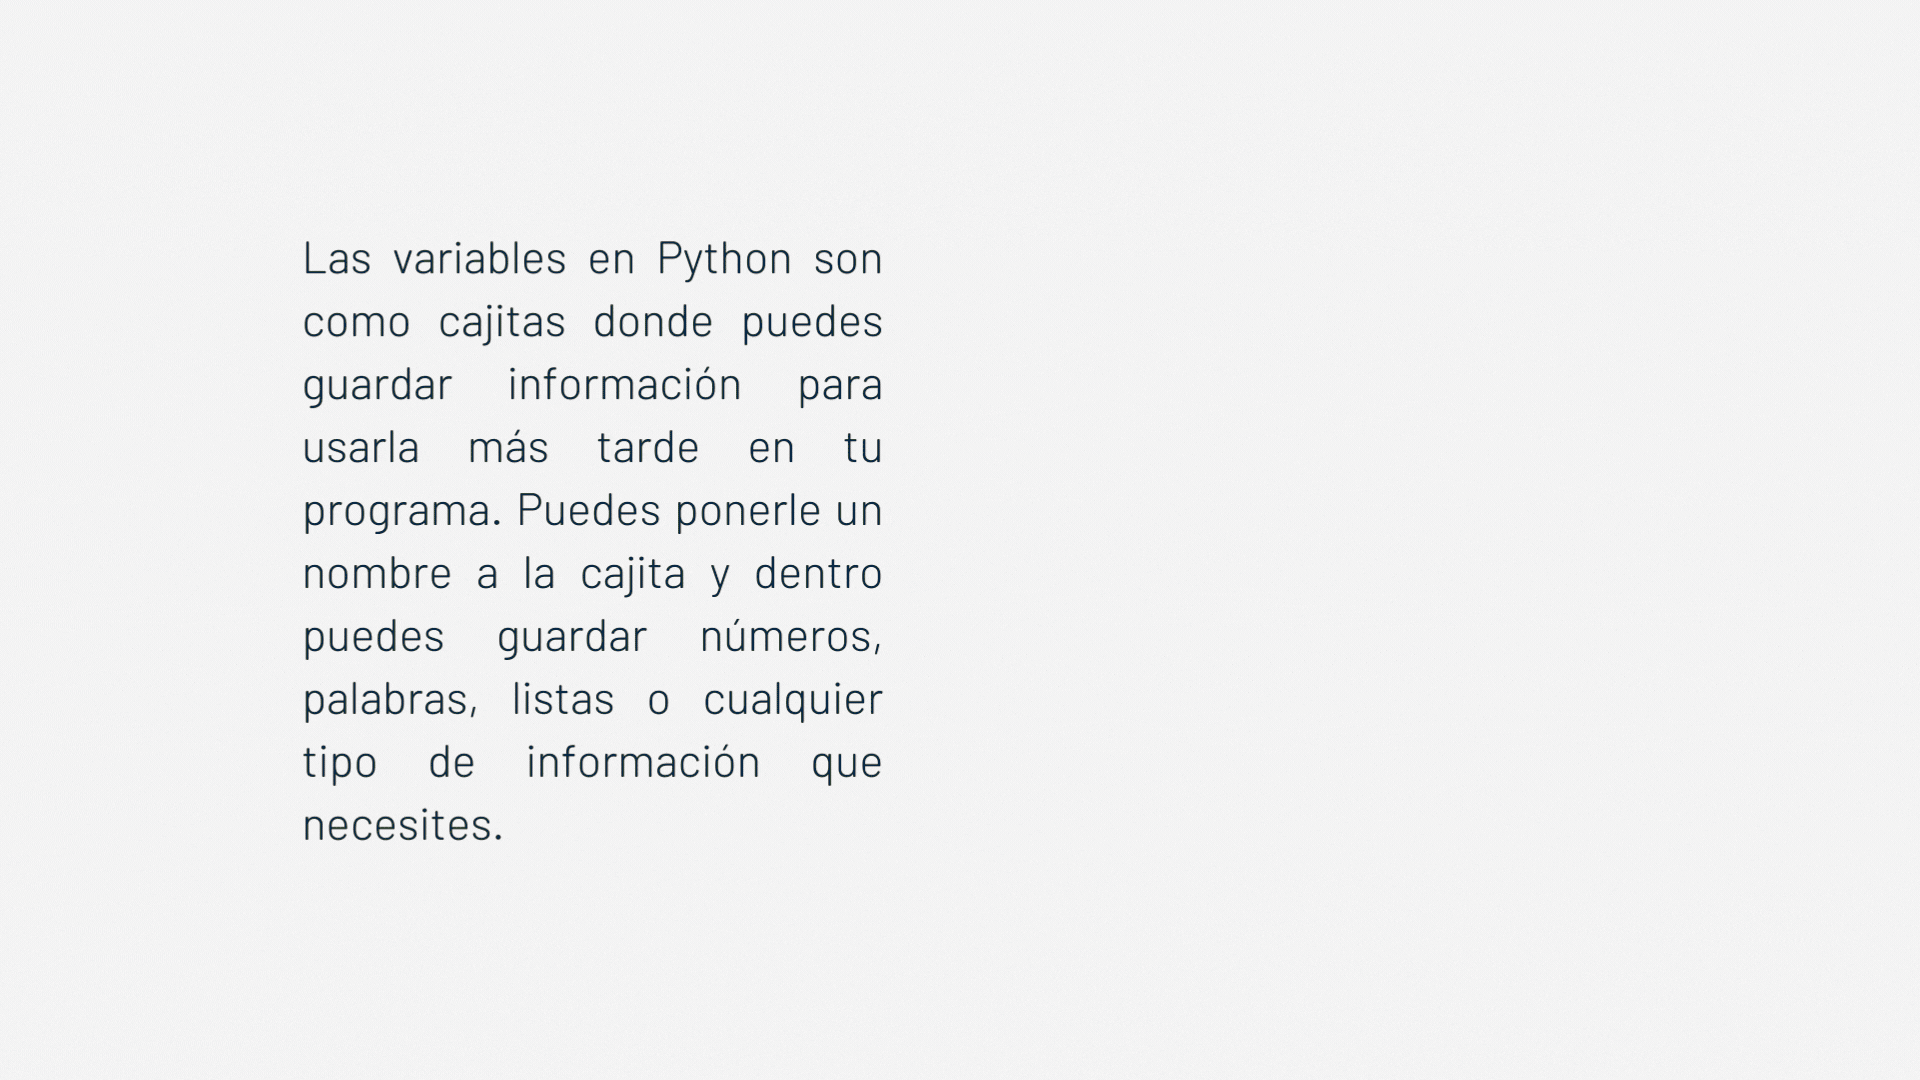 Las variables en Python son
como cajitas donde puedes
guardar información para
usarla más tarde en tu
programa. Puedes ponerle un
nombre a la cajita y dentro
puedes guardar números,
palabras, listas o cualquier
tipo de información que
necesites.